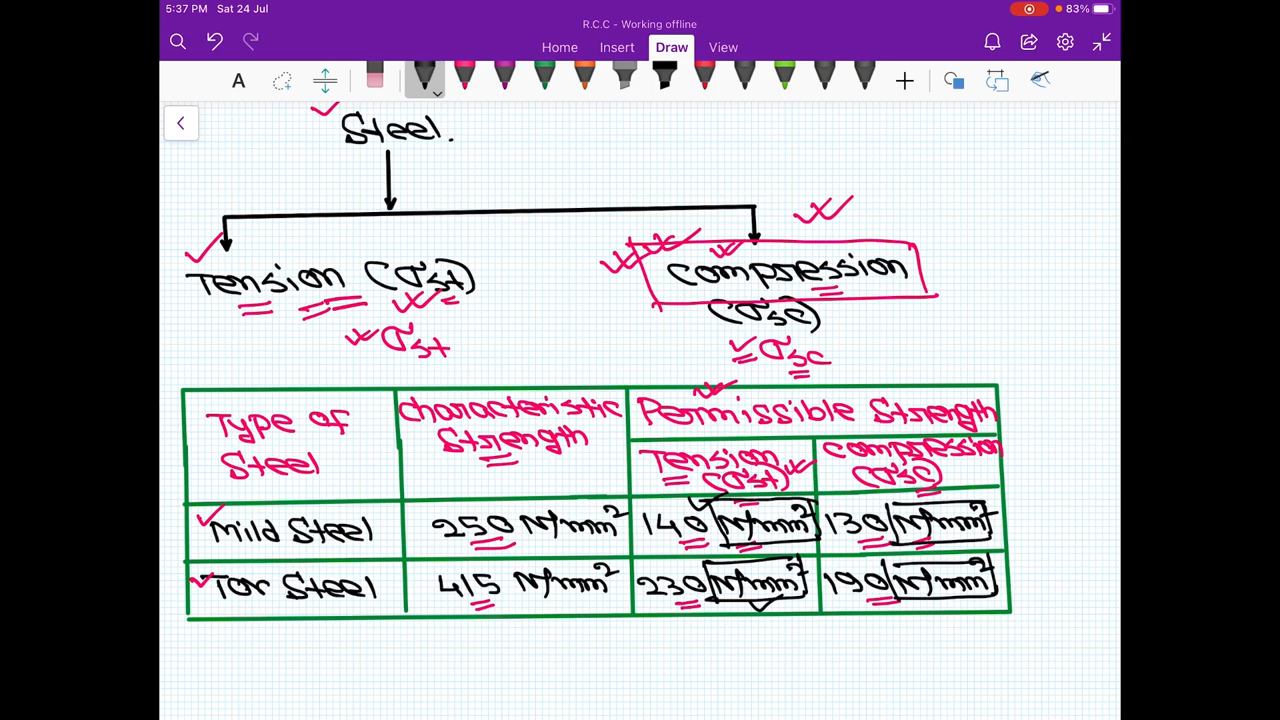 5:37 PM Sat 24 Jul
83%
R.C.C - Working offline
Home Insert Draw View
A
Steel.
Tension (σst)
Compression
(σsc)
σst
σsc
Type of Steel
Characteristic Strength
Permissible Strength
Tension (σst)
Compression (σsc)
Mild Steel 250 N/mm² 140 N/mm² 130 N/mm²
Tor Steel 415 N/mm² 230 N/mm² 190 N/mm²